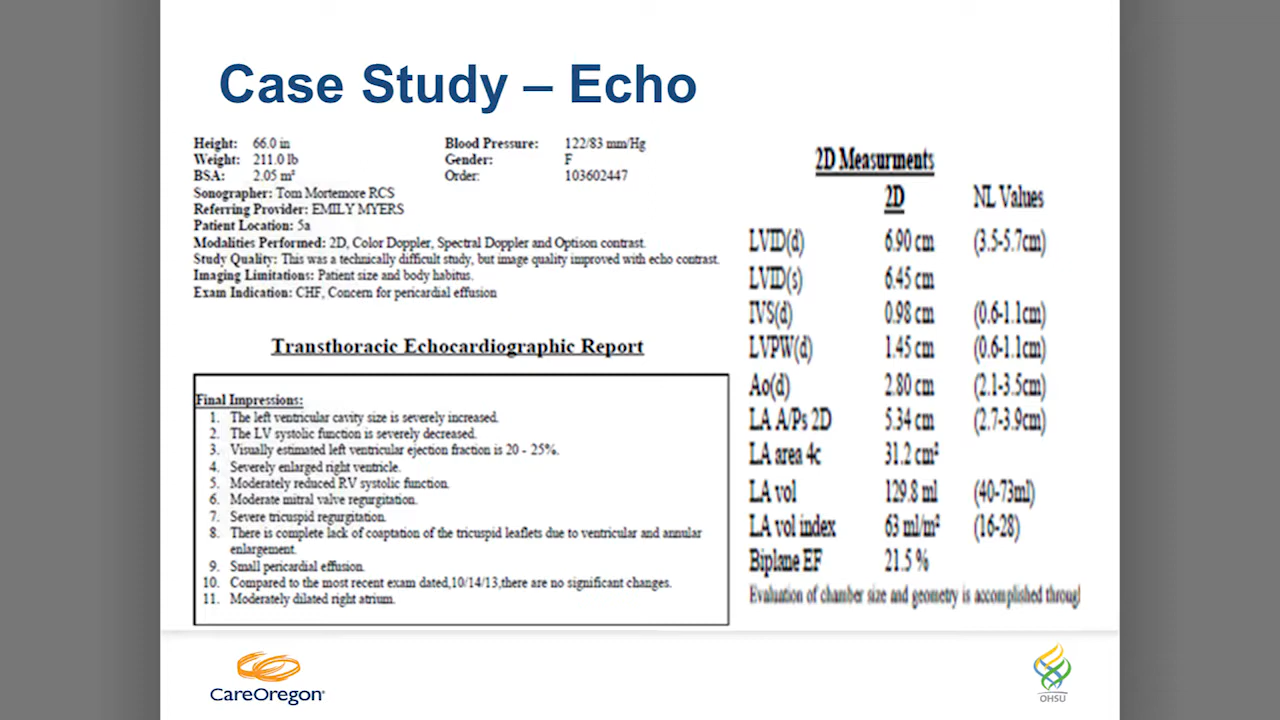 Case Study – Echo
Height: 66.0 in
Weight: 211.0 lb
BSA: 2.05 m²
Blood Pressure: 122/83 mm/Hg
Gender: F
Order: 103602447
Sonographer: Tom Mortemore RCS
Referring Provider: EMILY MYERS
Patient Location: 5a
Modalities Performed: 2D, Color Doppler, Spectral Doppler and Optison contrast.
Study Quality: This was a technically difficult study, but image quality improved with echo contrast.
Imaging Limitations: Patient size and body habitus.
Exam Indication: CHF, Concern for pericardial effusion
Transthoracic Echocardiographic Report
Final Impressions:
1. The left ventricular cavity size is severely increased.
2. The LV systolic function is severely decreased.
3. Visually estimated left ventricular ejection fraction is 20 - 25%.
4. Severely enlarged right ventricle.
5. Moderately reduced RV systolic function.
6. Moderate mitral valve regurgitation.
7. Severe tricuspid regurgitation.
8. There is complete lack of coaptation of the tricuspid leaflets due to ventricular and annular
enlargement.
9. Small pericardial effusion.
10. Compared to the most recent exam dated,10/14/13,there are no significant changes.
11. Moderately dilated right atrium.
2D Measurments
2D NL Values
LVID(d) 6.90 cm (3.5-5.7cm)
LVID(s) 6.45 cm
IVS(d) 0.98 cm (0.6-1.1cm)
LVPW(d) 1.45 cm (0.6-1.1cm)
Ao(d) 2.80 cm (2.1-3.5cm)
LA A/Ps 2D 5.34 cm (2.7-3.9cm)
LA area 4c 31.2 cm²
LA vol 129.8 ml (40-73ml)
LA vol index 63 ml/m² (16-28)
Biplane EF 21.5 %
Evaluation of chamber size and geometry is accomplished througl
CareOregon®
OHSU